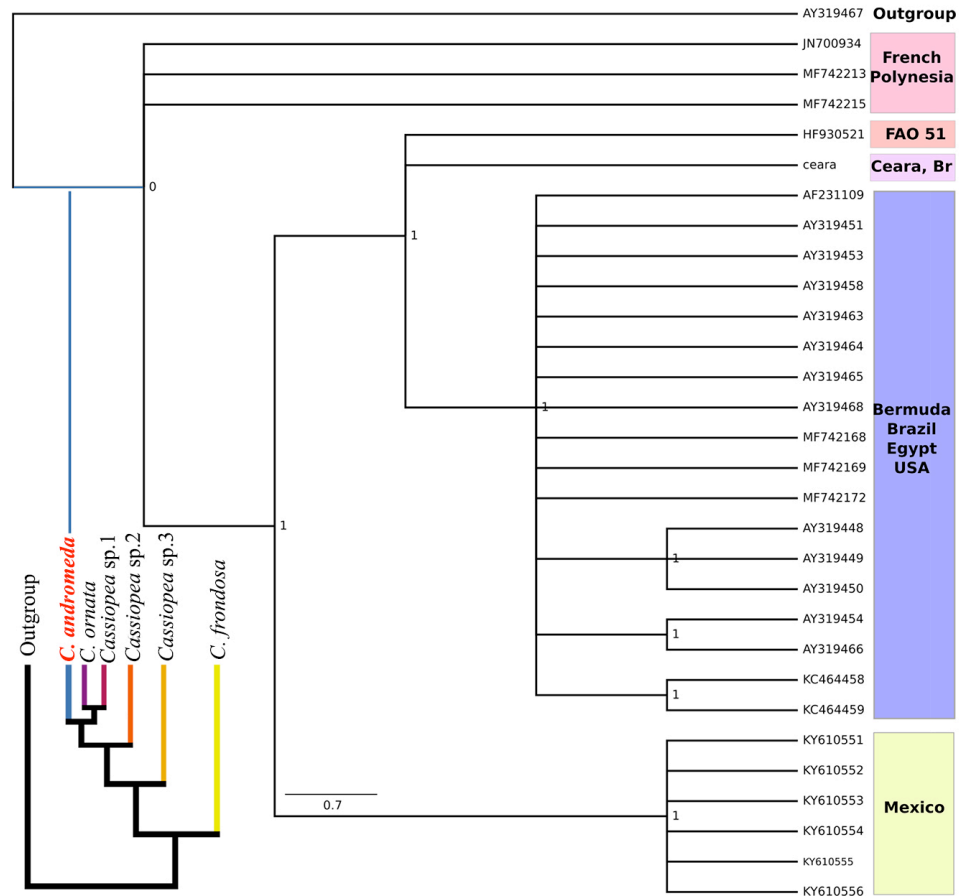 AY319467 Outgroup
JN700934
French
Polynesia
MF742213
MF742215
HF930521 FAO 51
ceara Ceara, Br
0
AF231109
AY319451
1
AY319453
AY319458
AY319463
AY319464
AY319465
AY319468
1
Bermuda
Brazil
Egypt
USA
MF742168
MF742169
MF742172
1
AY319448
1
AY319449
AY319450
AY319454
1
AY319466
KC464458
1
KC464459
KY610551
KY610552
KY610553
Mexico
1
KY610554
KY610555
KY610556
0.7
Outgroup
C. andromeda
C. ornata
Cassiopea sp.1
Cassiopea sp.2
Cassiopea sp.3
C. frondosa